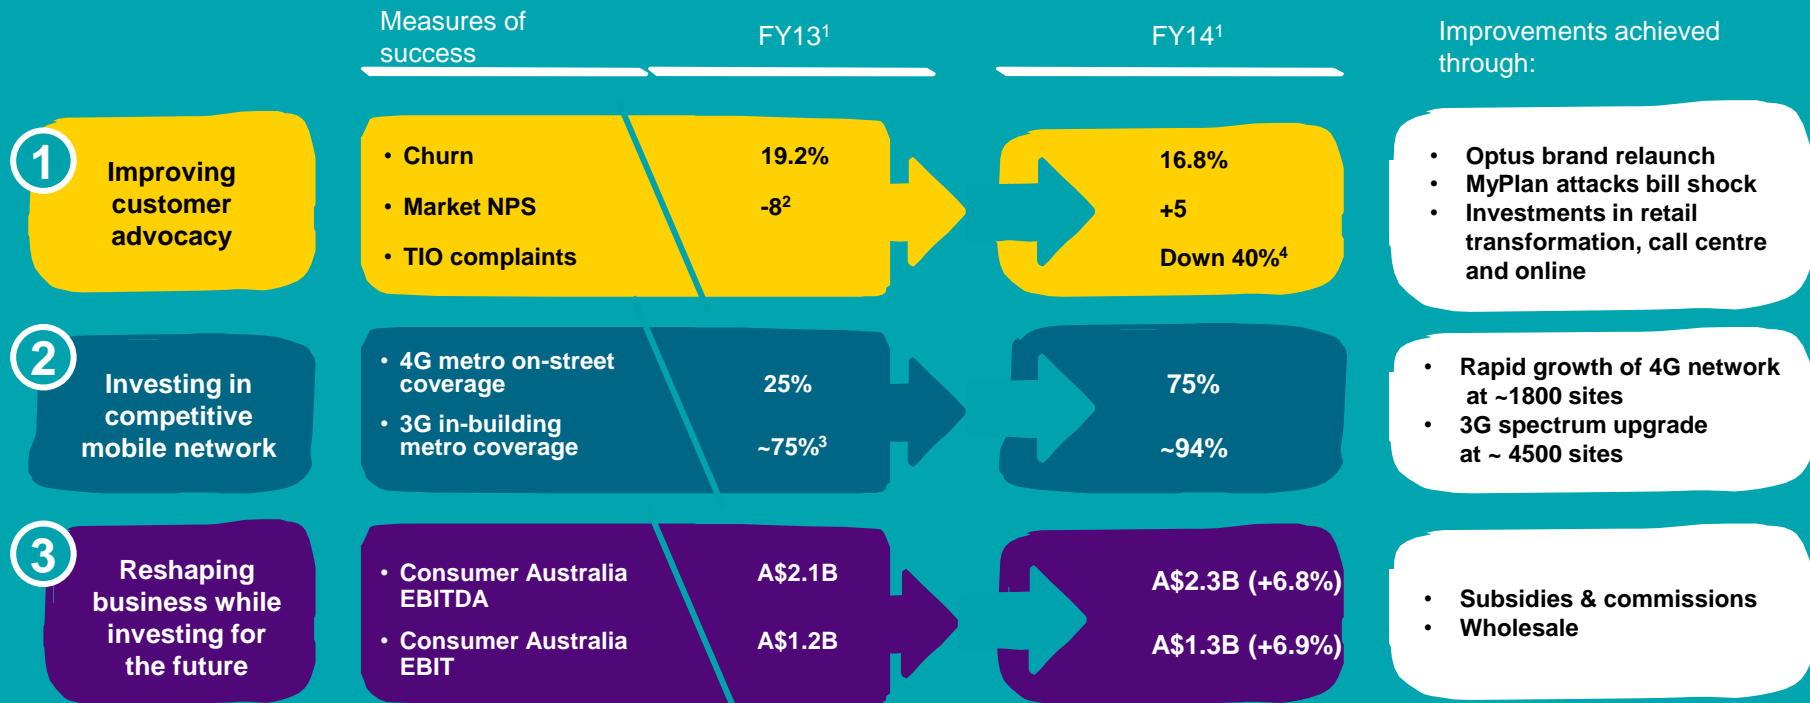 Measures of
success
FY13¹
FY14¹
Improvements achieved
through:
1
Improving
customer
advocacy
• Churn
19.2%
16.8%
• Market NPS
-8²
+5
• TIO complaints
Down 40%⁴
• Optus brand relaunch
• MyPlan attacks bill shock
• Investments in retail
transformation, call centre
and online
2
Investing in
competitive
mobile network
• 4G metro on-street
coverage
25%
75%
• 3G in-building
metro coverage
~75%³
~94%
• Rapid growth of 4G network
at ~1800 sites
• 3G spectrum upgrade
at ~ 4500 sites
3
Reshaping
business while
investing for
the future
• Consumer Australia
EBITDA
A$2.1B
A$2.3B (+6.8%)
• Consumer Australia
EBIT
A$1.2B
A$1.3B (+6.9%)
• Subsidies & commissions
• Wholesale